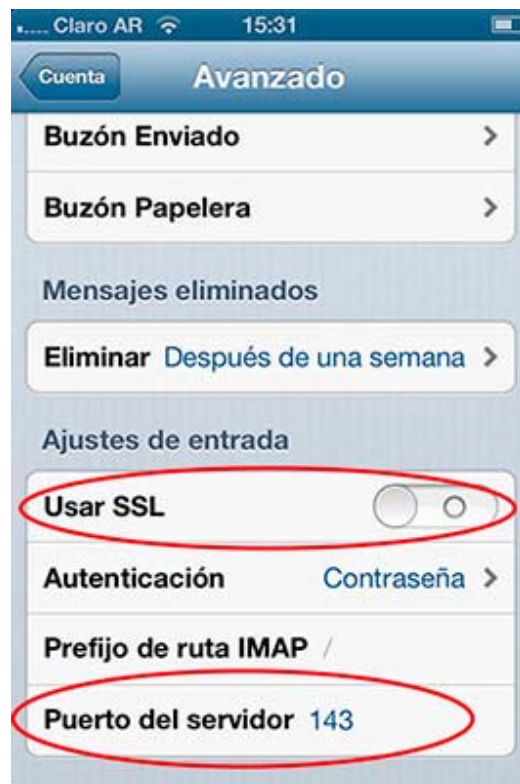 Claro AR 15:31
Cuenta Avanzado
Buzón Enviado
Buzón Papelera
Mensajes eliminados
Eliminar Después de una semana
Ajustes de entrada
Usar SSL
Autenticación Contraseña
Prefijo de ruta IMAP /
Puerto del servidor 143